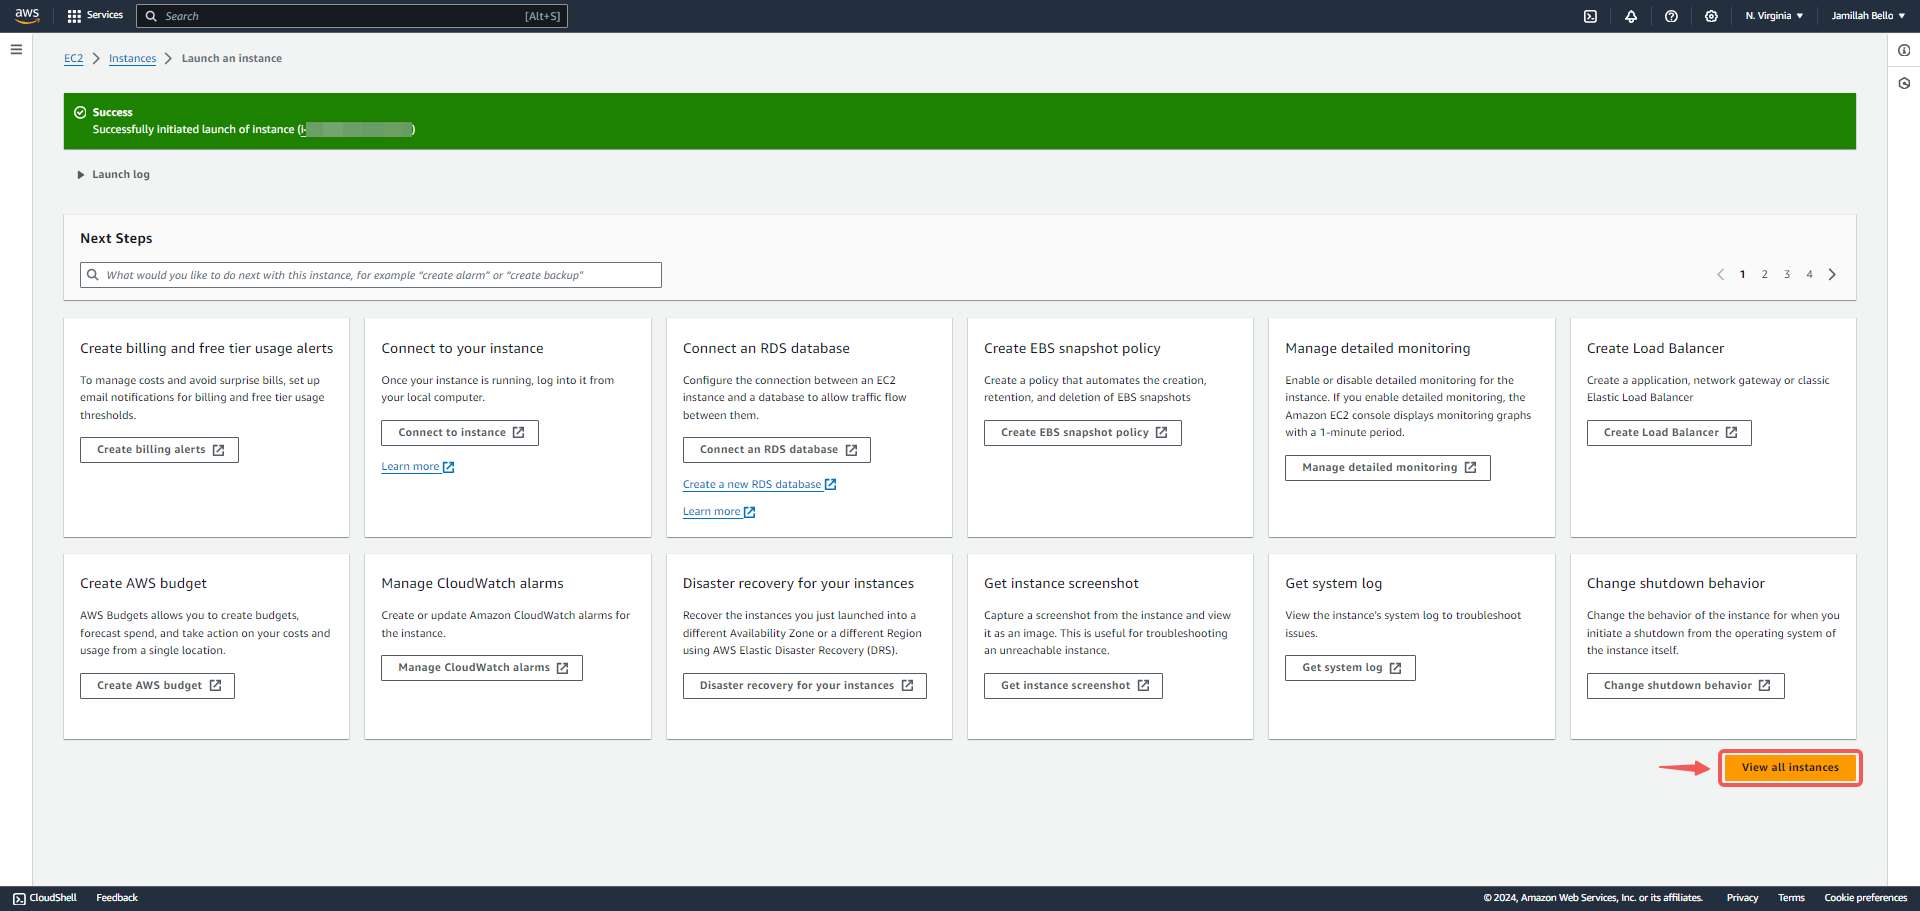 aws
Services
Search
[Alt+S]
N. Virginia
Jamillah Bello
EC2
Instances
Launch an instance
Success
Successfully initiated launch of instance (i-
)
Launch log
Next Steps
What would you like to do next with this instance, for example “create alarm” or “create backup”
1 2 3 4
Create billing and free tier usage alerts
To manage costs and avoid surprise bills, set up
email notifications for billing and free tier usage
thresholds.
Create billing alerts
Connect to your instance
Once your instance is running, log into it from
your local computer.
Connect to instance
Learn more
Connect an RDS database
Configure the connection between an EC2
instance and a database to allow traffic flow
between them.
Connect an RDS database
Create a new RDS database
Learn more
Create EBS snapshot policy
Create a policy that automates the creation,
retention, and deletion of EBS snapshots
Create EBS snapshot policy
Manage detailed monitoring
Enable or disable detailed monitoring for the
instance. If you enable detailed monitoring, the
Amazon EC2 console displays monitoring graphs
with a 1-minute period.
Manage detailed monitoring
Create Load Balancer
Create a application, network gateway or classic
Elastic Load Balancer
Create Load Balancer
Create AWS budget
AWS Budgets allows you to create budgets,
forecast spend, and take action on your costs and
usage from a single location.
Create AWS budget
Manage CloudWatch alarms
Create or update Amazon CloudWatch alarms for
the instance.
Manage CloudWatch alarms
Disaster recovery for your instances
Recover the instances you just launched into a
different Availability Zone or a different Region
using AWS Elastic Disaster Recovery (DRS).
Disaster recovery for your instances
Get instance screenshot
Capture a screenshot from the instance and view
it as an image. This is useful for troubleshooting
an unreachable instance.
Get instance screenshot
Get system log
View the instance's system log to troubleshoot
issues.
Get system log
Change shutdown behavior
Change the behavior of the instance for when you
initiate a shutdown from the operating system of
the instance itself.
Change shutdown behavior
View all instances
CloudShell
Feedback
© 2024, Amazon Web Services, Inc. or its affiliates.
Privacy
Terms
Cookie preferences